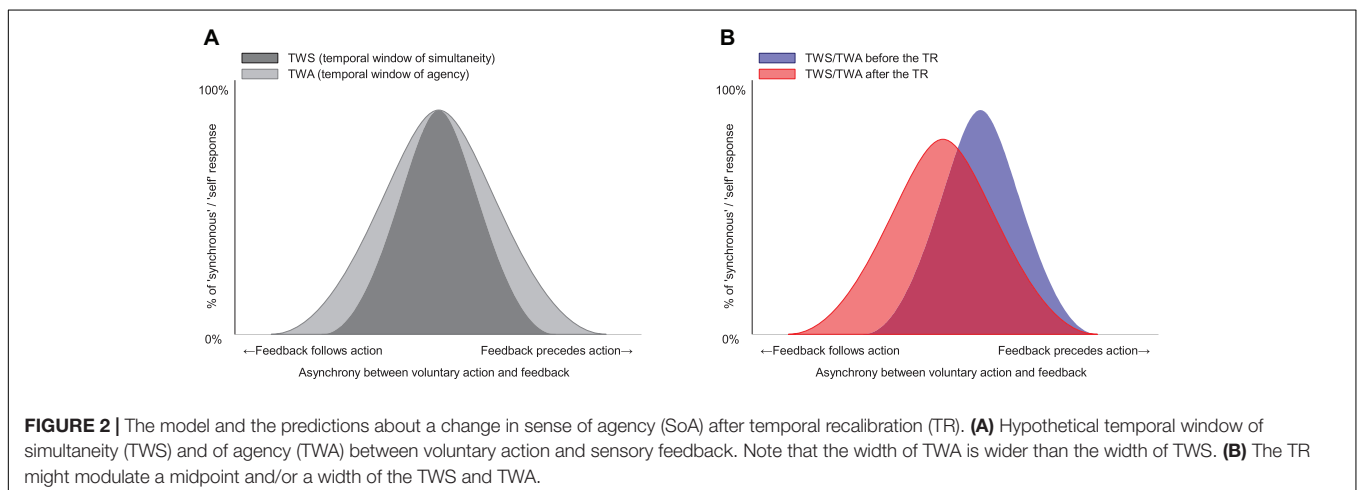 A
TWS (temporal window of simultaneity)
TWA (temporal window of agency)
100%
% of 'synchronous' / 'self' response
0%
←Feedback follows action
Feedback precedes action→
Asynchrony between voluntary action and feedback
B
TWS/TWA before the TR
TWS/TWA after the TR
100%
% of 'synchronous' / 'self' response
0%
←Feedback follows action
Feedback precedes action→
Asynchrony between voluntary action and feedback
FIGURE 2 | The model and the predictions about a change in sense of agency (SoA) after temporal recalibration (TR). (A) Hypothetical temporal window of
simultaneity (TWS) and of agency (TWA) between voluntary action and sensory feedback. Note that the width of TWA is wider than the width of TWS. (B) The TR
might modulate a midpoint and/or a width of the TWS and TWA.